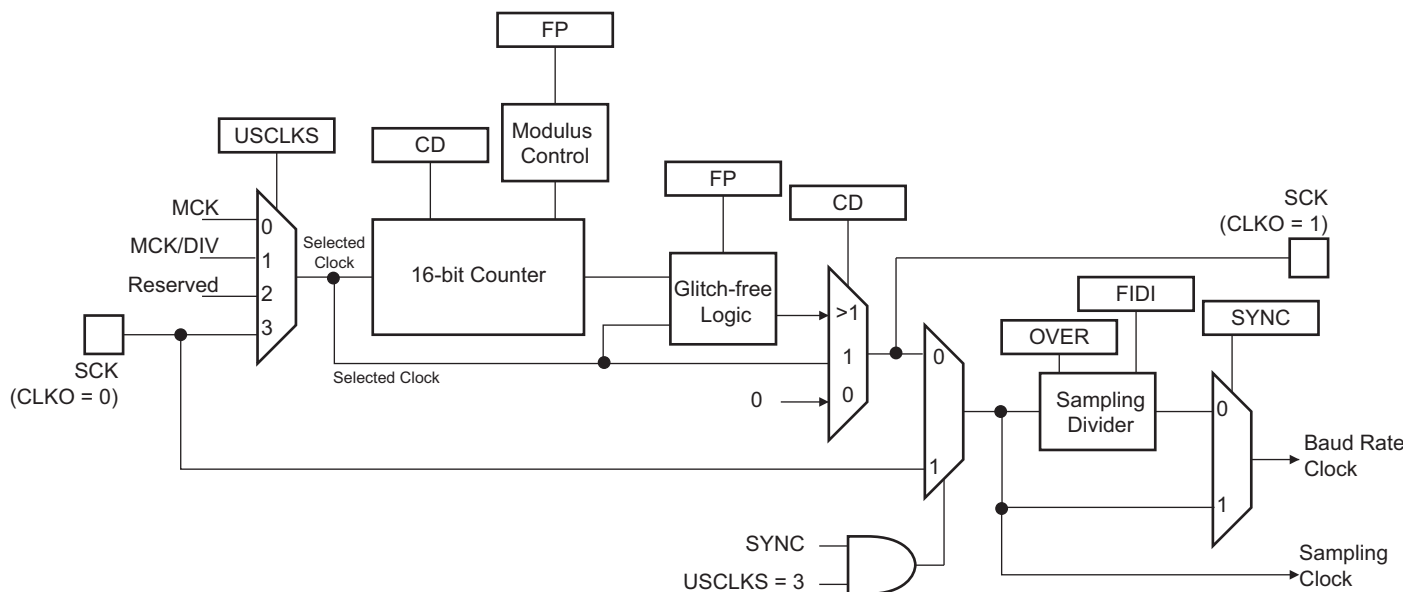 FP
USCLKS
CD
Modulus
Control
FP
CD
SCK
(CLKO = 1)
MCK
0
MCK/DIV
1
Reserved
2
3
Selected
Clock
16-bit Counter
Glitch-free
Logic
>1
1
0
0
FIDI
OVER
SYNC
SCK
(CLKO = 0)
Selected Clock
0
1
Sampling
Divider
0
1
Baud Rate
Clock
SYNC
USCLKS = 3
Sampling
Clock